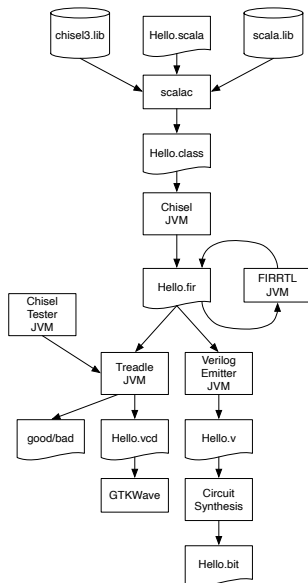 chisel3.lib
Hello.scala
scala.lib
scalac
Hello.class
Chisel
JVM
Hello.fir
FIRRTL
JVM
Chisel
Tester
JVM
Treadle
JVM
Verilog
Emitter
JVM
good/bad
Hello.vcd
Hello.v
GTKWave
Circuit
Synthesis
Hello.bit